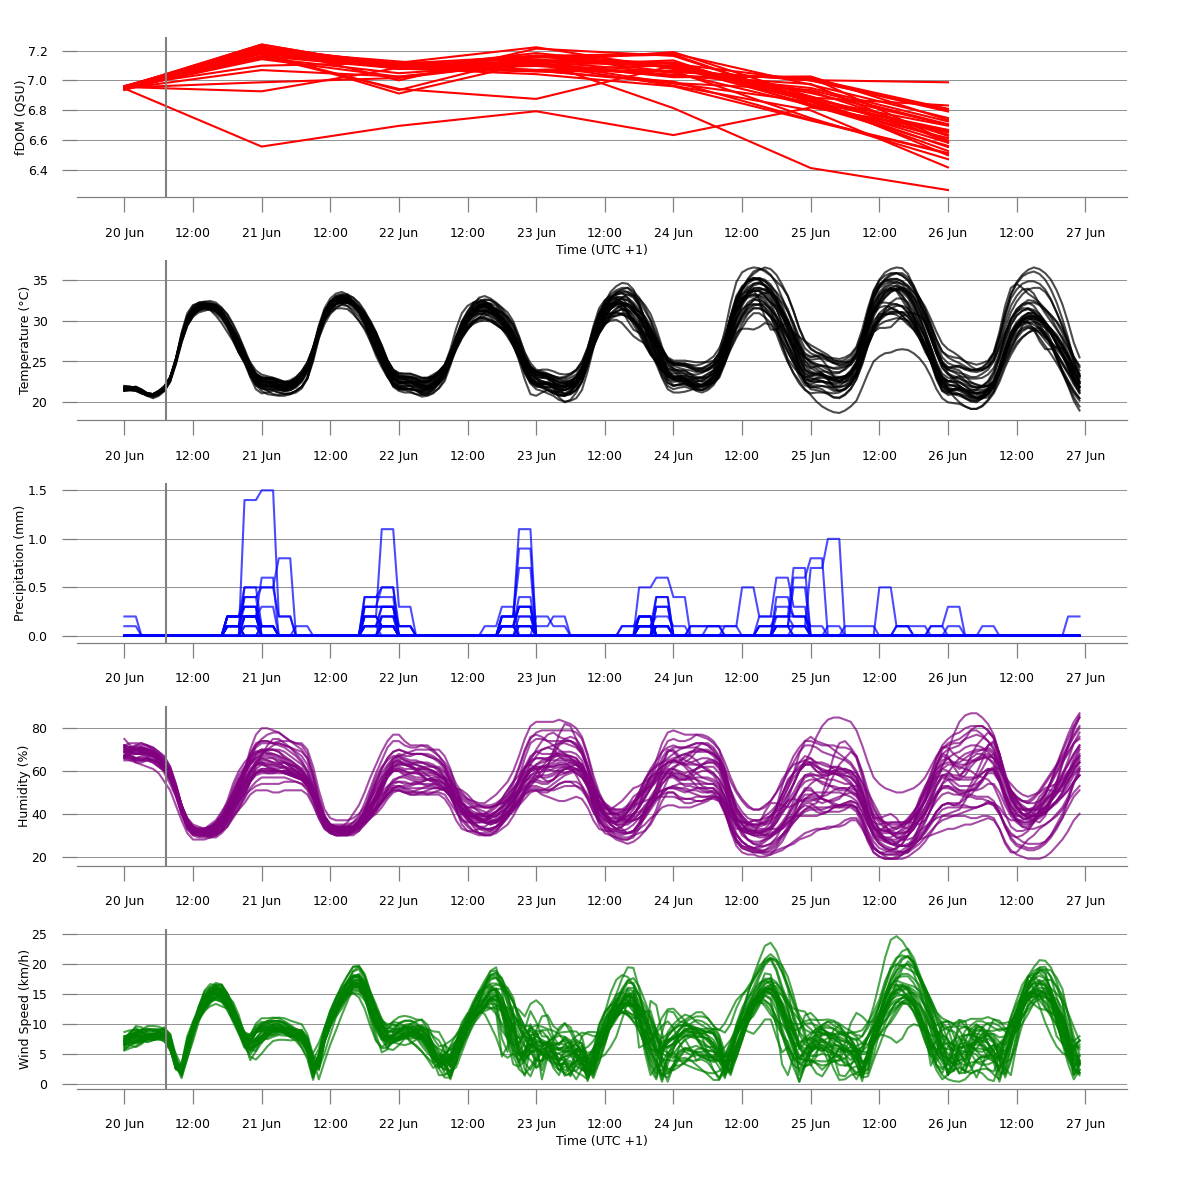 fDOM (QSU)
7.2
7.0
6.8
6.6
6.4
20 Jun 12:00 21 Jun 12:00 22 Jun 12:00 23 Jun 12:00 24 Jun 12:00 25 Jun 12:00 26 Jun 12:00 27 Jun
Time (UTC +1)
Temperature (°C)
35
30
25
20
20 Jun 12:00 21 Jun 12:00 22 Jun 12:00 23 Jun 12:00 24 Jun 12:00 25 Jun 12:00 26 Jun 12:00 27 Jun
Precipitation (mm)
1.5
1.0
0.5
0.0
20 Jun 12:00 21 Jun 12:00 22 Jun 12:00 23 Jun 12:00 24 Jun 12:00 25 Jun 12:00 26 Jun 12:00 27 Jun
Humidity (%)
80
60
40
20
20 Jun 12:00 21 Jun 12:00 22 Jun 12:00 23 Jun 12:00 24 Jun 12:00 25 Jun 12:00 26 Jun 12:00 27 Jun
Wind Speed (km/h)
25
20
15
10
5
0
20 Jun 12:00 21 Jun 12:00 22 Jun 12:00 23 Jun 12:00 24 Jun 12:00 25 Jun 12:00 26 Jun 12:00 27 Jun
Time (UTC +1)